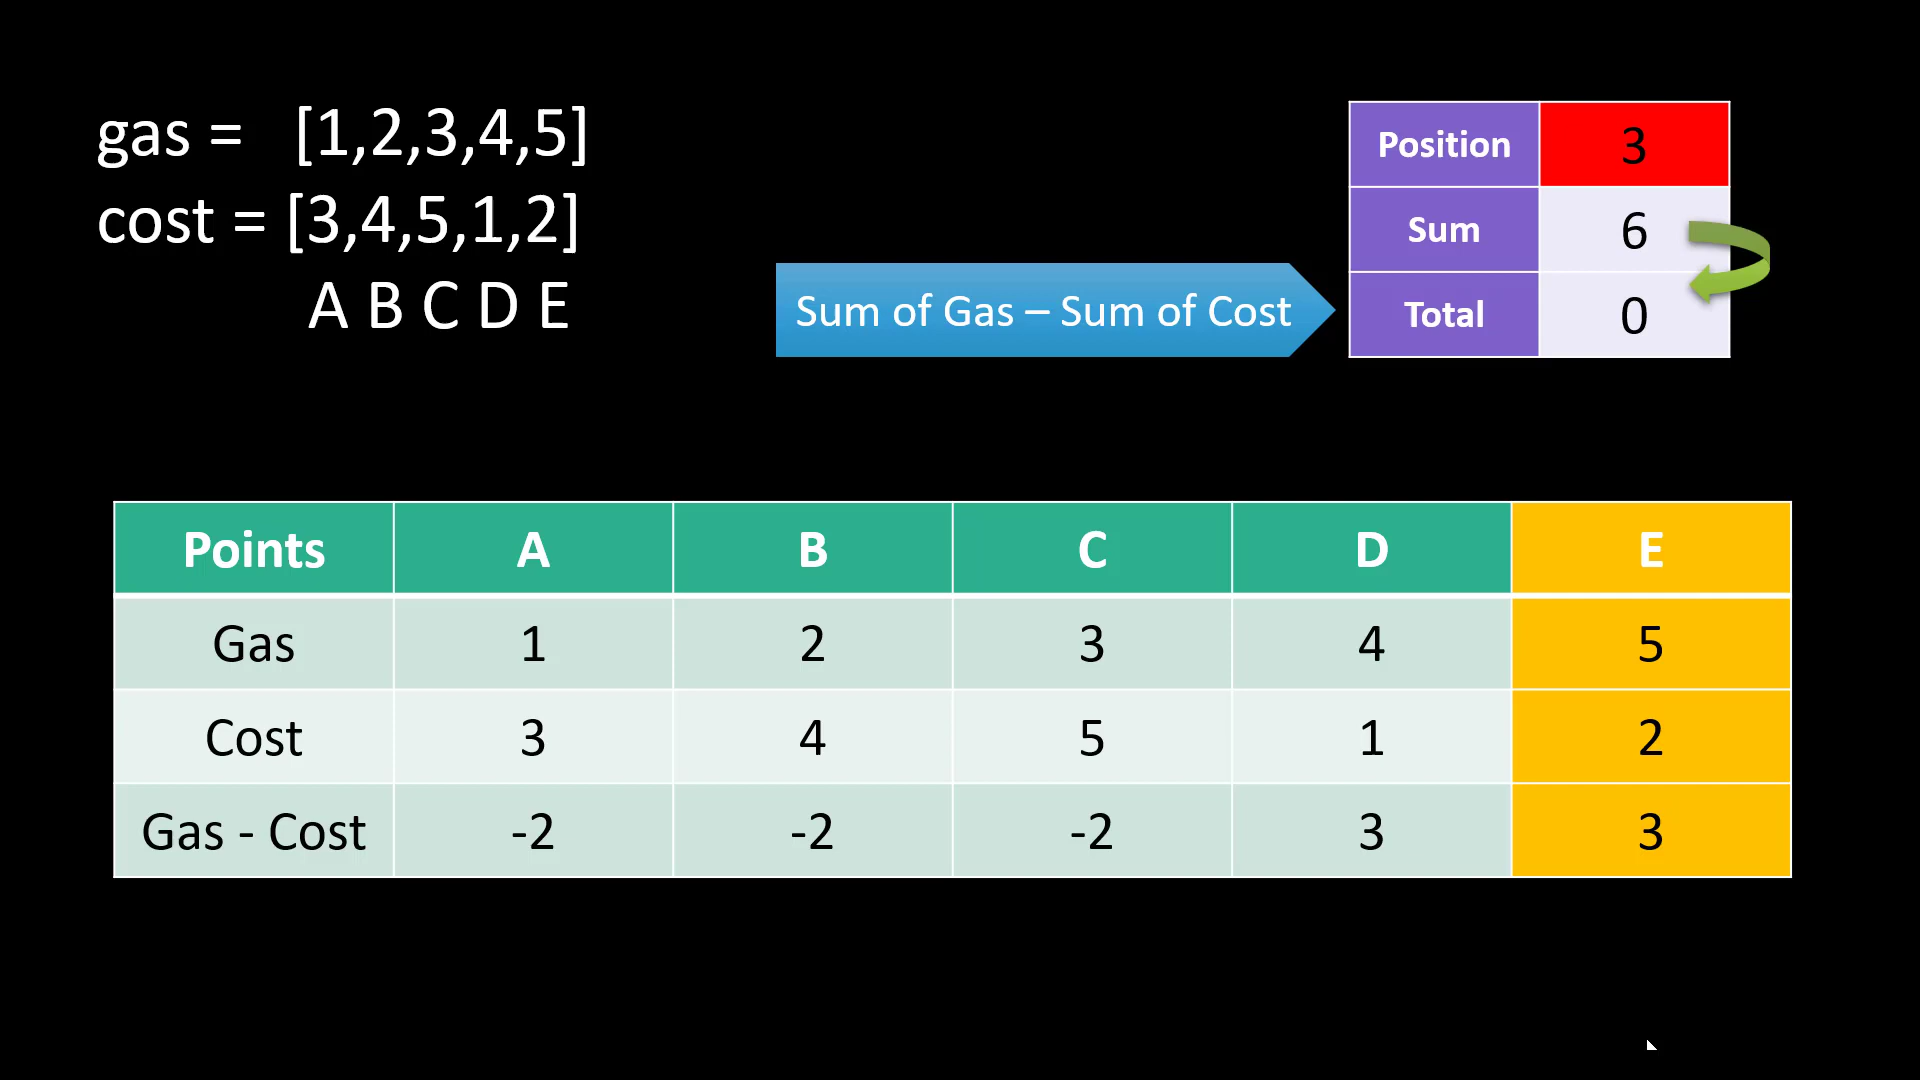 gas = [1,2,3,4,5]
cost = [3,4,5,1,2]
A B C D E
Sum of Gas – Sum of Cost
Position 3
Sum 6
Total 0
Points A B C D E
Gas 1 2 3 4 5
Cost 3 4 5 1 2
Gas - Cost -2 -2 -2 3 3